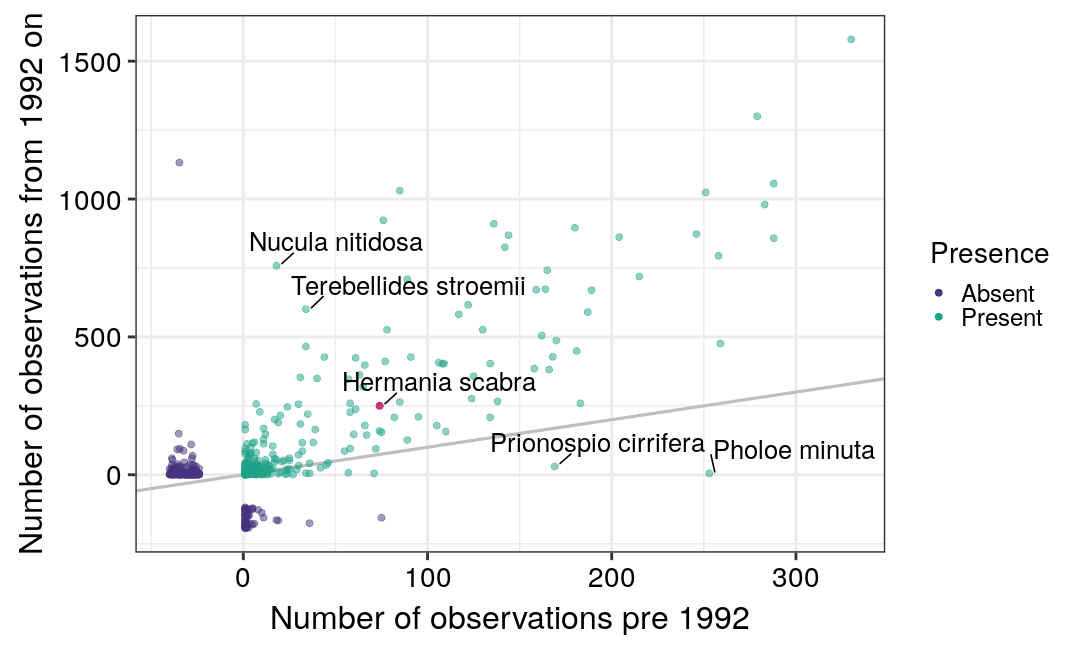 Number of observations from 1992 on
1500
1000
500
0
Nucula nitidosa
Terebellides stroemii
Hermania scabra
Prionospio cirrifera
Pholoe minuta
0
100
200
300
Number of observations pre 1992
Presence
Absent
Present